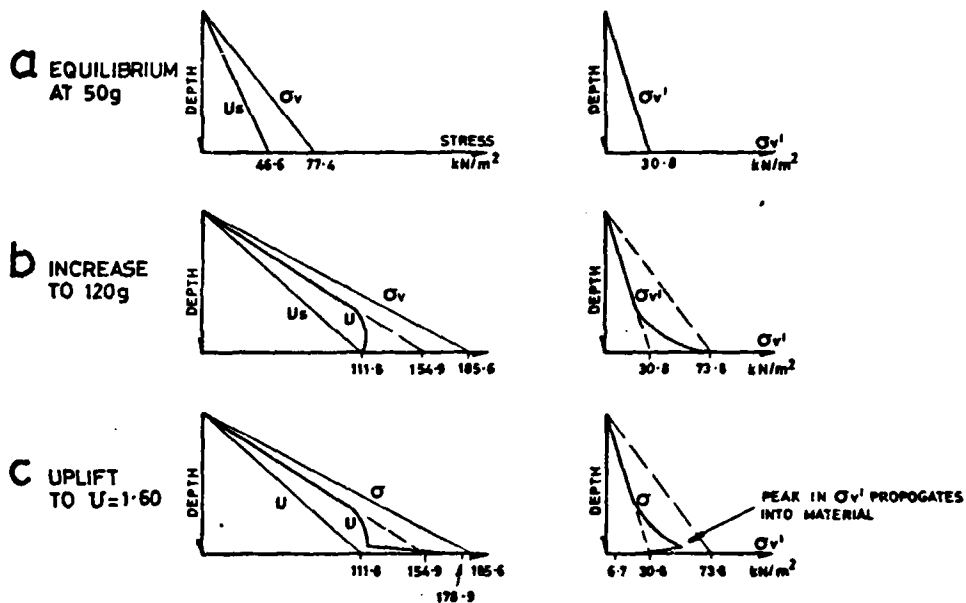 a EQUILIBRIUM
AT 50g
DEPTH
Us
σv
STRESS
46·6
77·4
kN/m²
DEPTH
σv'
30·8
σv'
kN/m²
b INCREASE
TO 120g
DEPTH
Us
U
σv
111·8
154·9
185·6
DEPTH
σv'
σv'
30·8
73·8
kN/m²
c UPLIFT
TO U=1·60
DEPTH
U
U
σ
111·8
154·9
185·6
178·9
DEPTH
σ
PEAK IN σv' PROPOGATES
INTO MATERIAL
σv'
6·7
30·8
73·8
kN/m²